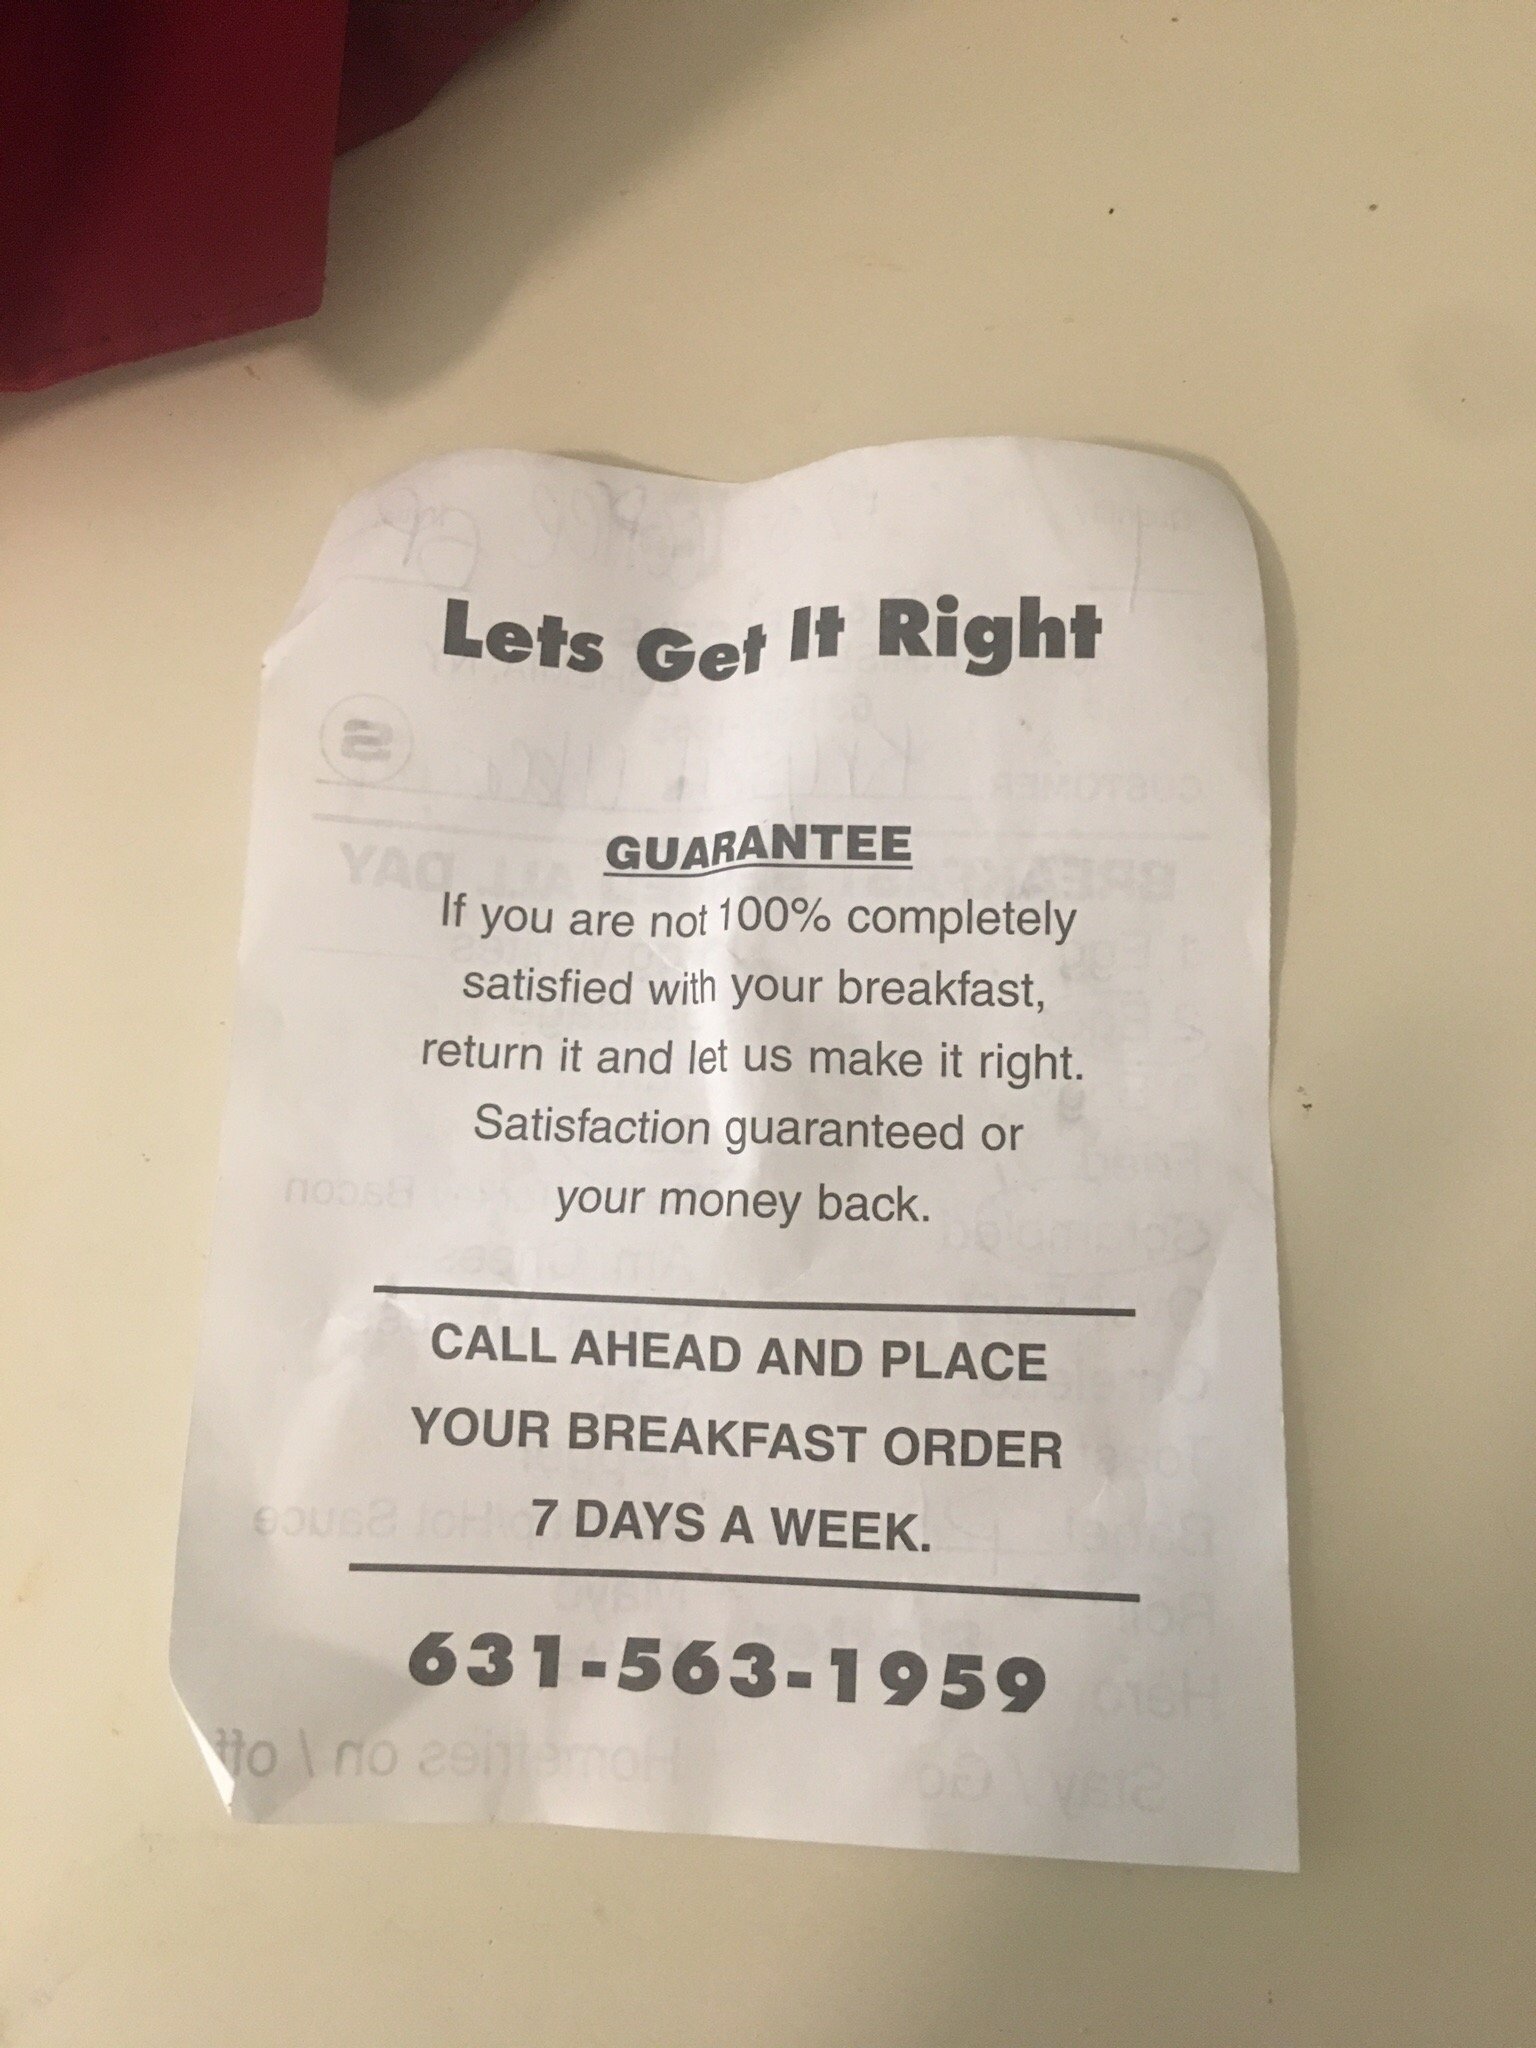 Lets Get It Right
GUARANTEE
If you are not 100% completely
satisfied with your breakfast,
return it and let us make it right.
Satisfaction guaranteed or
your money back.
CALL AHEAD AND PLACE
YOUR BREAKFAST ORDER
7 DAYS A WEEK.
631-563-1959